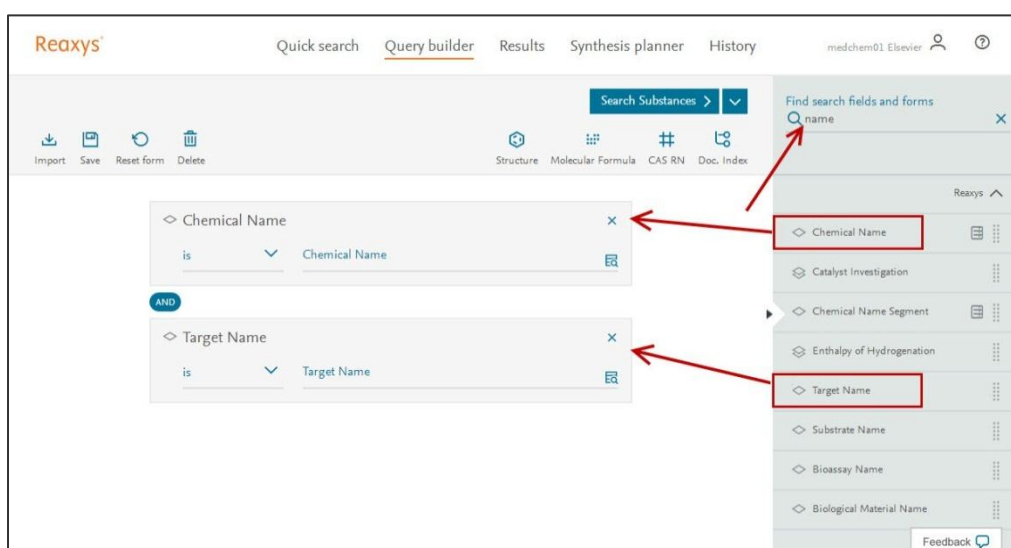 Reaxys®
Quick search Query builder Results Synthesis planner History
medchem01 Elsevier
Search Substances
Import Save Reset form Delete
Structure Molecular Formula CAS RN Doc. Index
Find search fields and forms
name
Reaxys
Chemical Name
is Chemical Name
AND
Target Name
is Target Name
Chemical Name
Catalyst Investigation
Chemical Name Segment
Enthalpy of Hydrogenation
Target Name
Substrate Name
Bioassay Name
Biological Material Name
Feedback